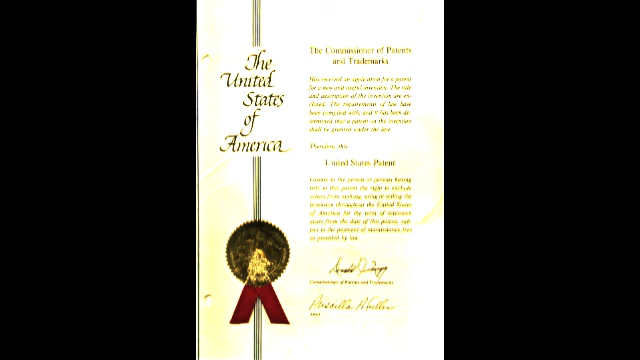 The
United
States
of
America
The Commissioner of Patents
and Trademarks
Has received an application for a patent
for a new and useful invention. The title
and description of the invention are en-
closed. The requirements of law have
been complied with, and it has been de-
termined that a patent on the invention
shall be granted under the law.
Therefore, this
United States Patent
Grants to the person or persons having
title to this patent the right to exclude
others from making, using or selling the
invention throughout the United States
of America for the term of seventeen
years from the date of this patent, sub-
ject to the payment of maintenance fees
as provided by law.
Commissioner of Patents and Trademarks
Attest